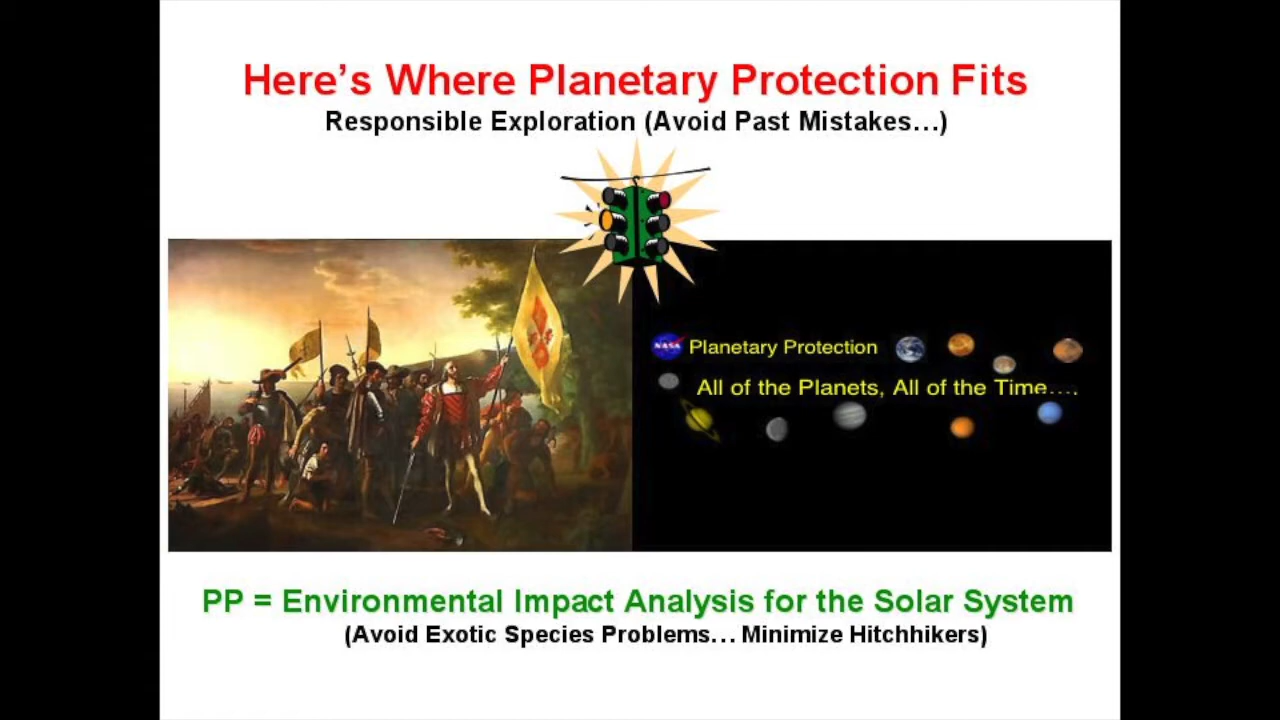 Here's Where Planetary Protection Fits
Responsible Exploration (Avoid Past Mistakes...)
NASA Planetary Protection
All of the Planets, All of the Time....
PP = Environmental Impact Analysis for the Solar System
(Avoid Exotic Species Problems... Minimize Hitchhikers)